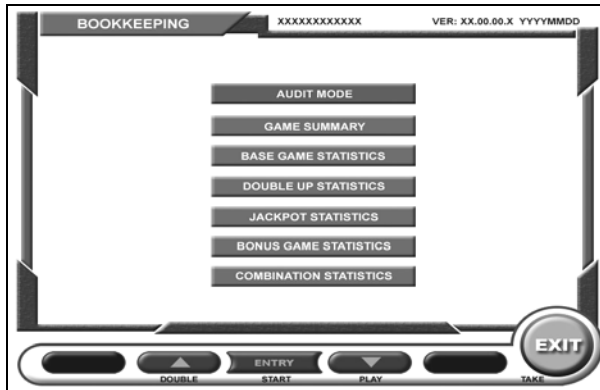 BOOKKEEPING XXXXXXXXXXXX VER: XX.00.00.X YYYYMMDD
AUDIT MODE
GAME SUMMARY
BASE GAME STATISTICS
DOUBLE UP STATISTICS
JACKPOT STATISTICS
BONUS GAME STATISTICS
COMBINATION STATISTICS
EXIT
ENTRY
DOUBLE START PLAY TAKE